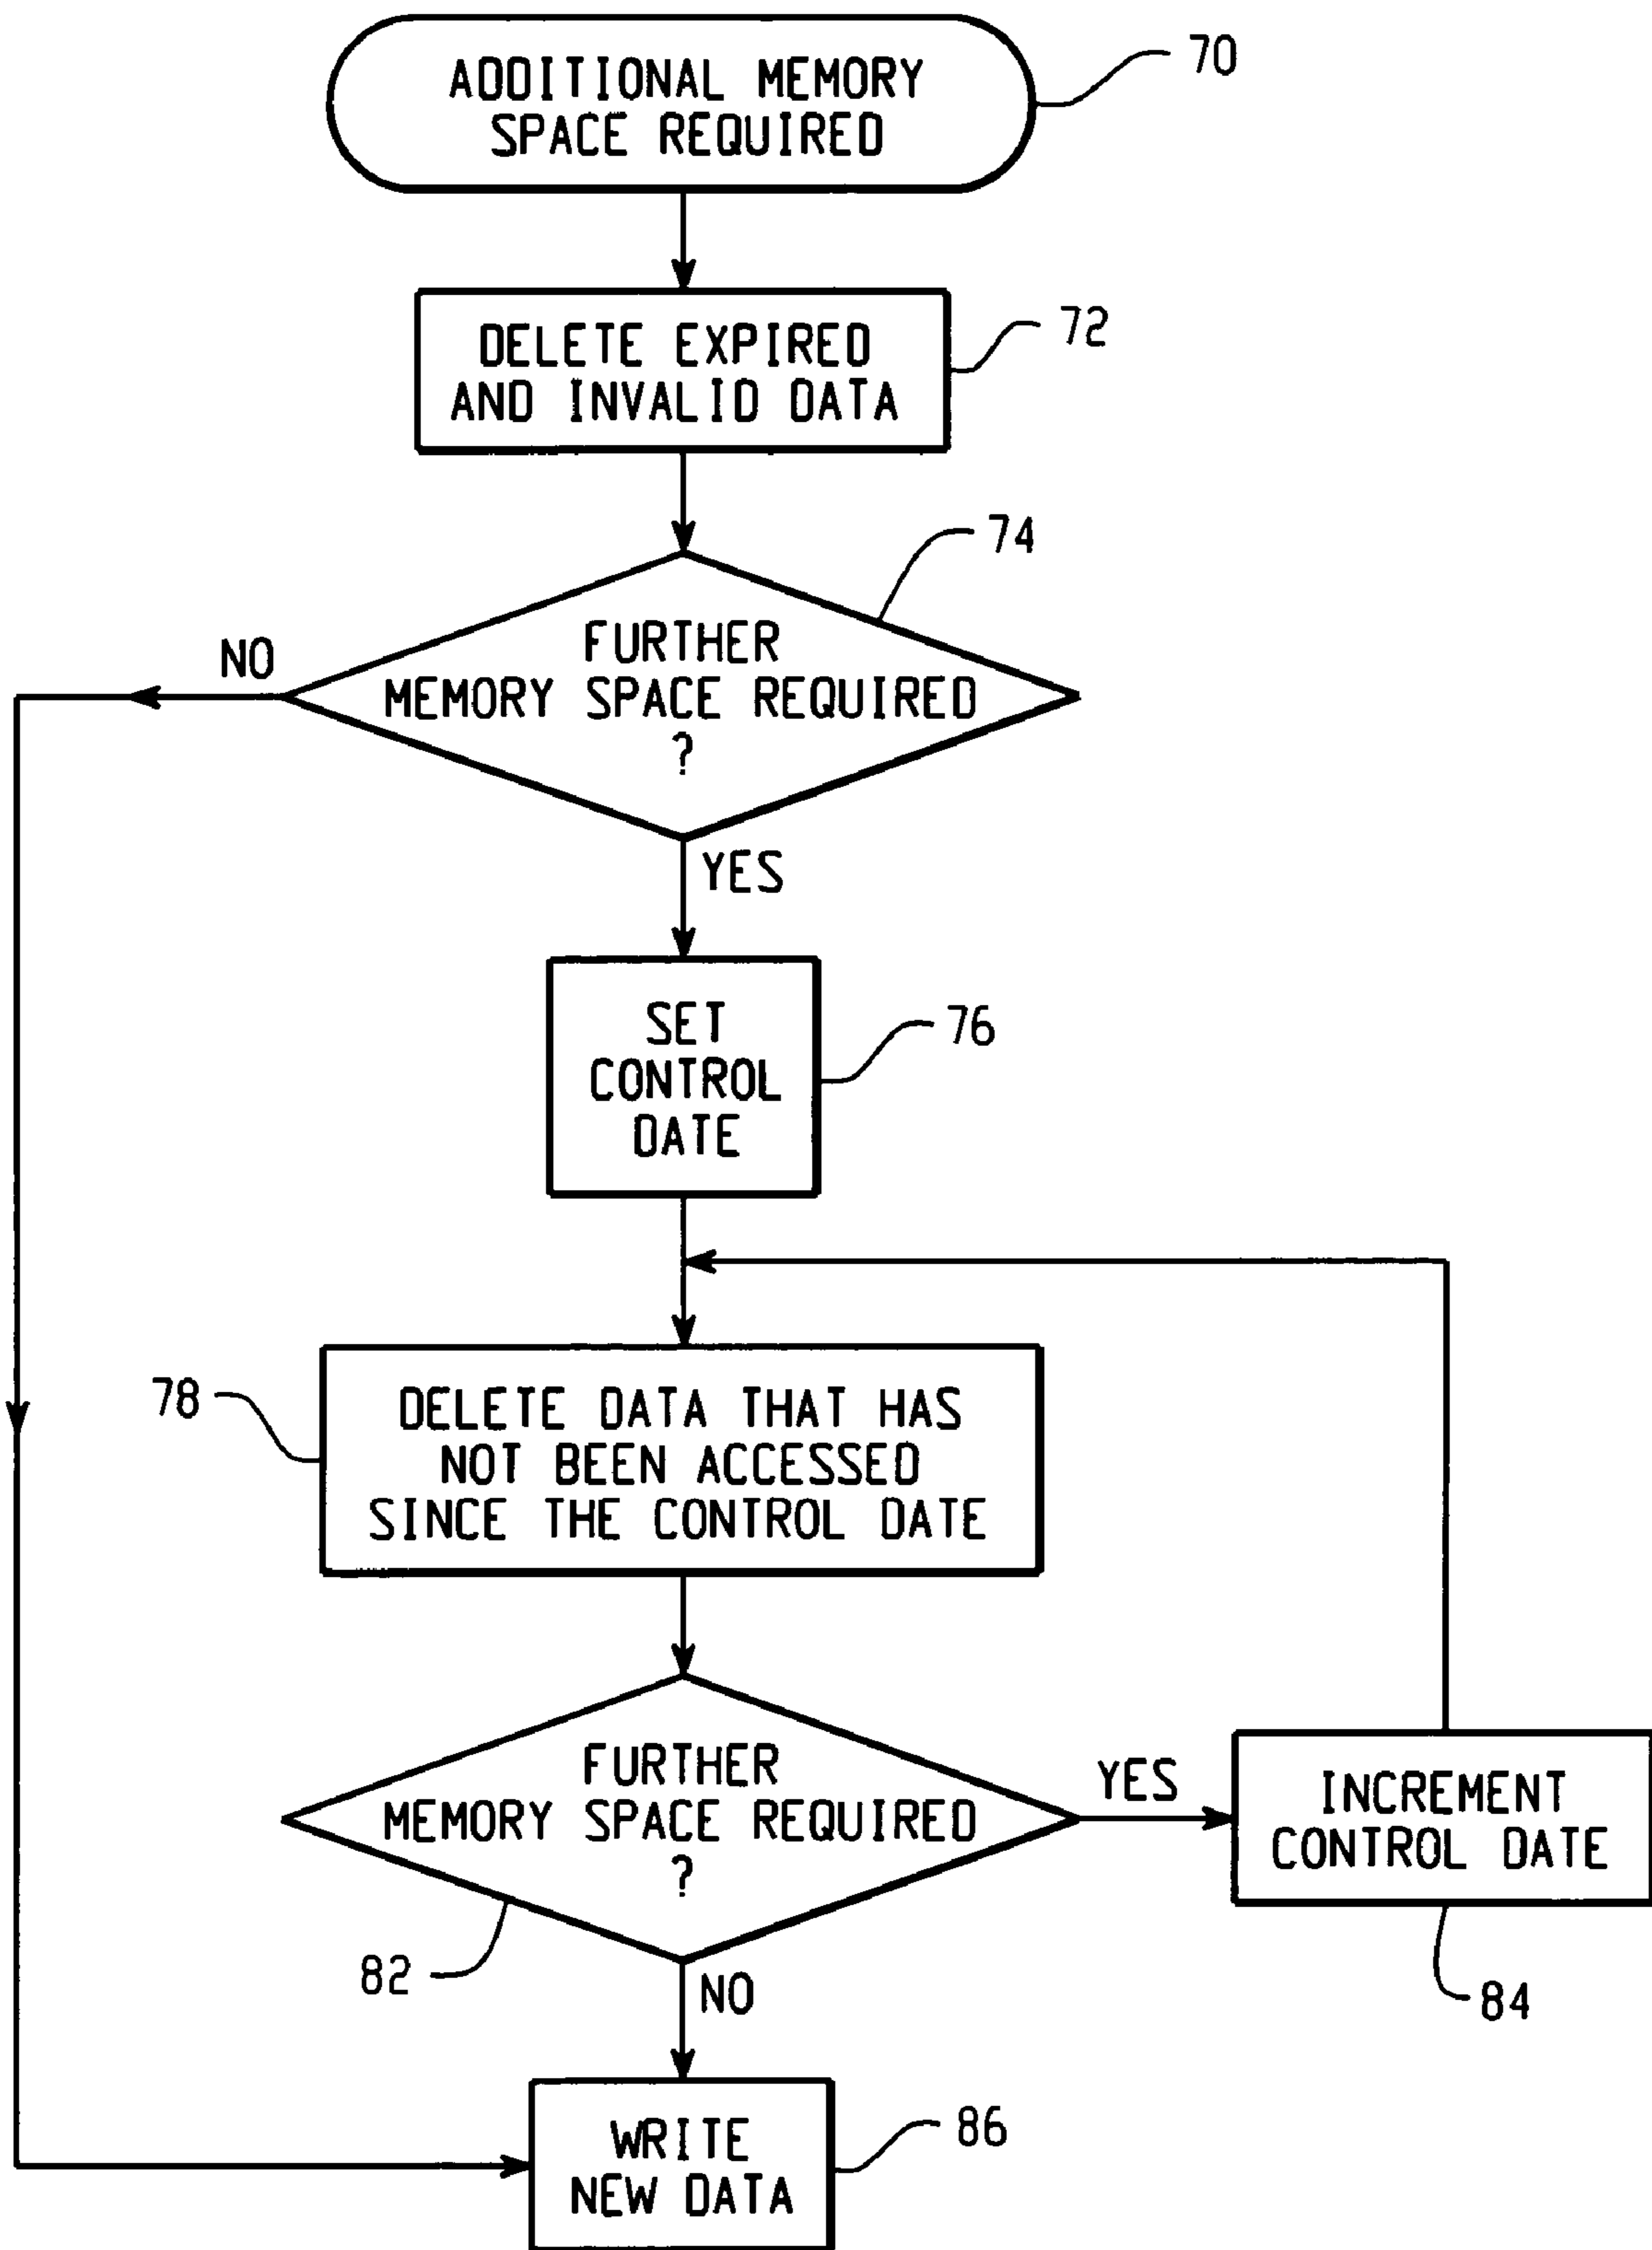 ADDITIONAL MEMORY
SPACE REQUIRED
70
DELETE EXPIRED
AND INVALID DATA
72
74
NO
FURTHER
MEMORY SPACE REQUIRED
?
YES
SET
CONTROL
DATE
76
78
DELETE DATA THAT HAS
NOT BEEN ACCESSED
SINCE THE CONTROL DATE
FURTHER
MEMORY SPACE REQUIRED
?
YES
INCREMENT
CONTROL DATE
82
NO
84
WRITE
NEW DATA
86